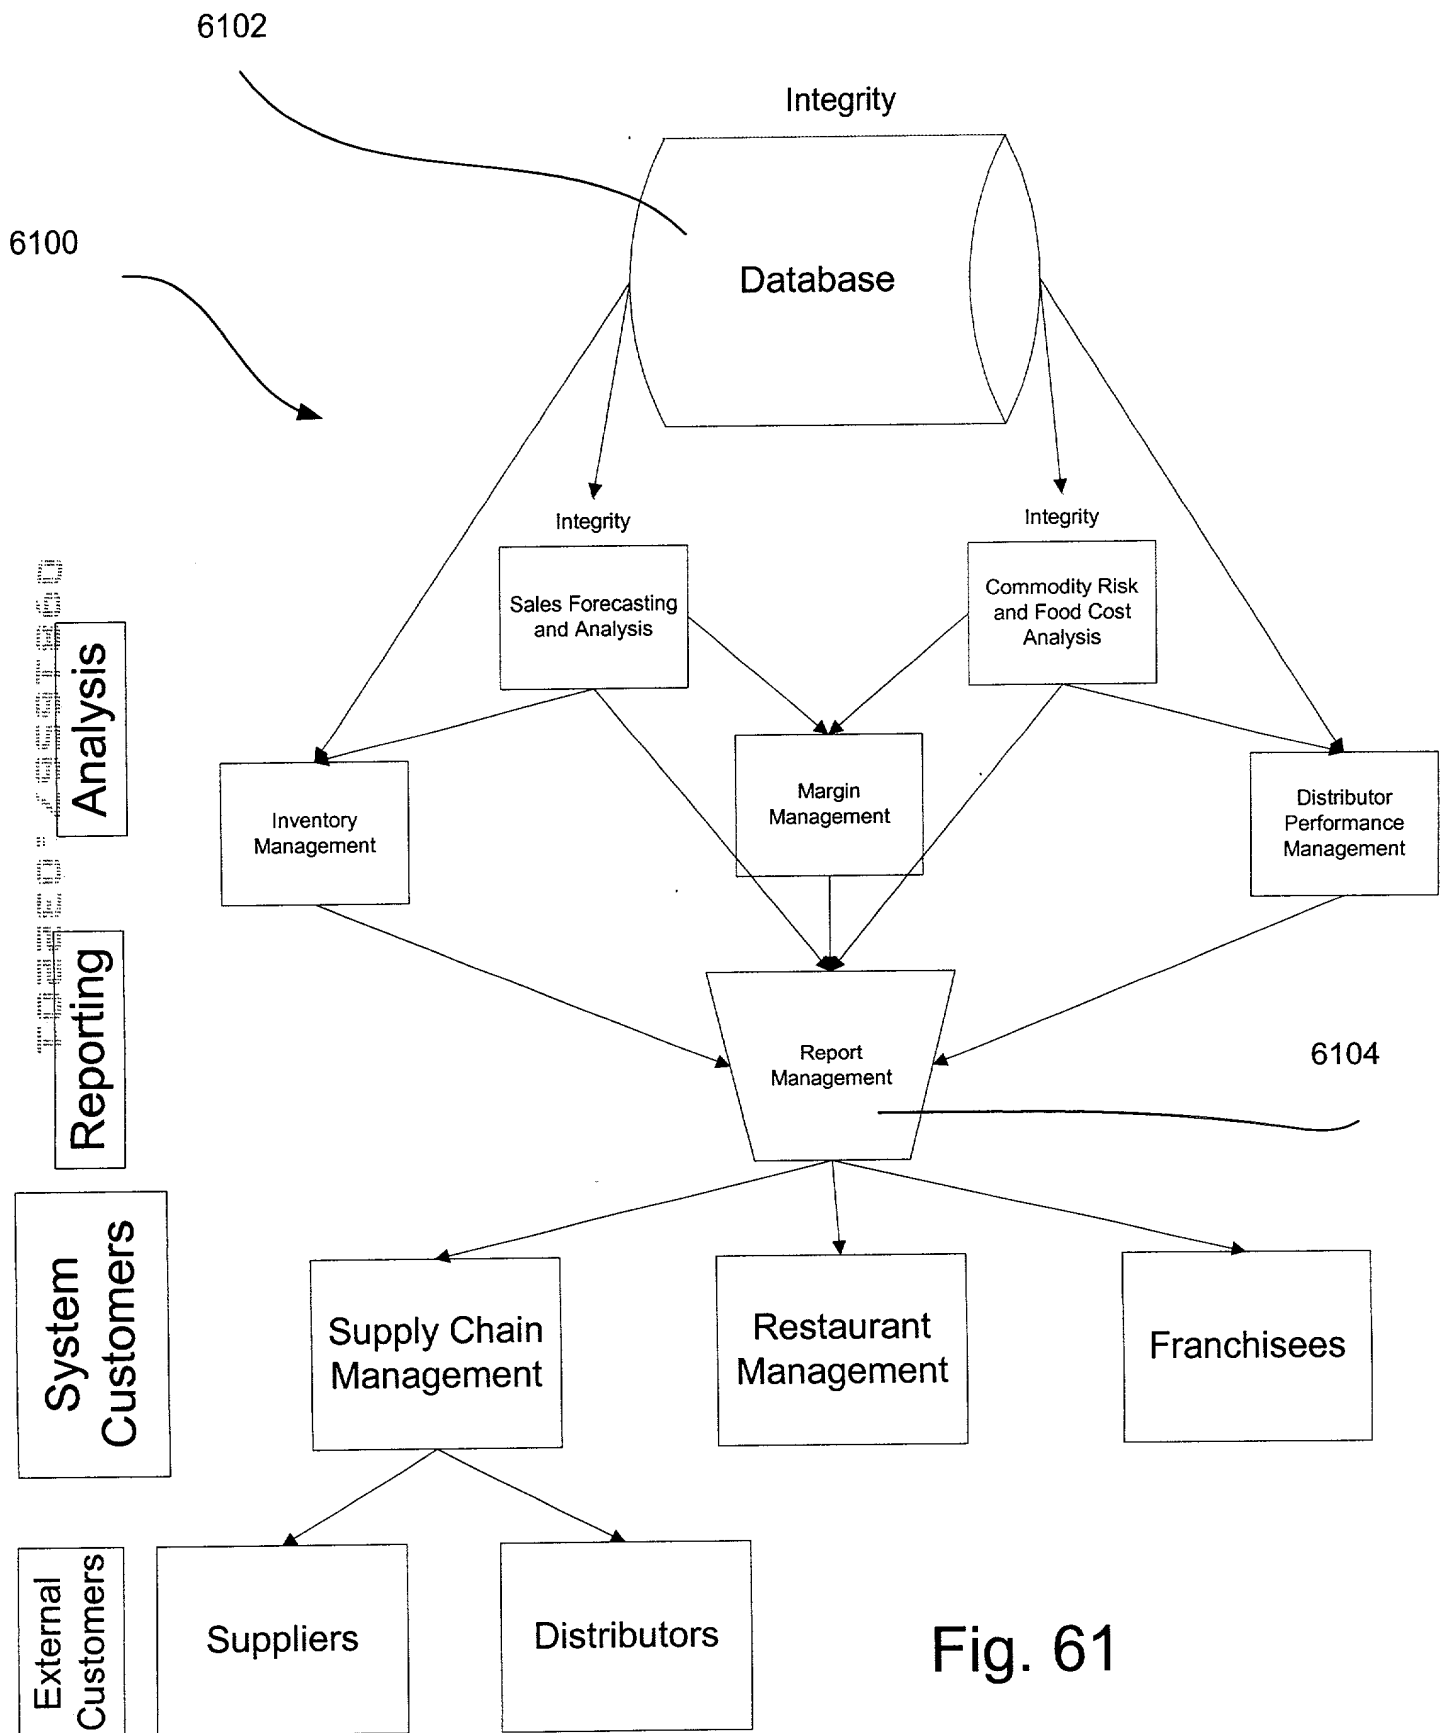 6102
Integrity
6100
Database
Integrity
Integrity
Sales Forecasting
and Analysis
Commodity Risk
and Food Cost
Analysis
Analysis
Inventory
Management
Margin
Management
Distributor
Performance
Management
Reporting
Report
Management
6104
System
Customers
Supply Chain
Management
Restaurant
Management
Franchisees
External
Customers
Suppliers
Distributors
Fig. 61